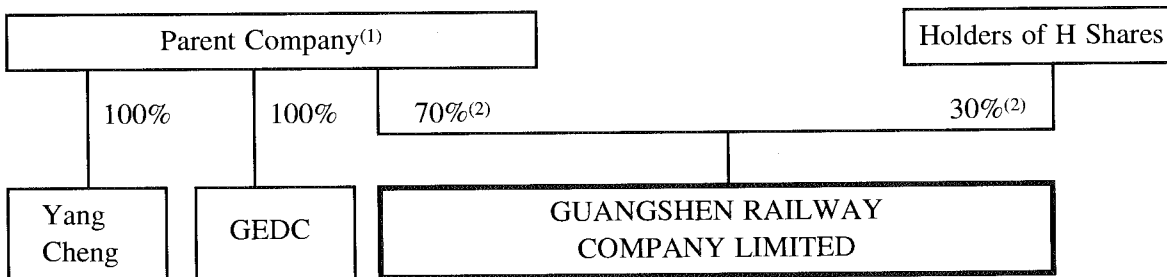 Parent Company(1)
Holders of H Shares
100%
100%
70%(2)
30%(2)
Yang
Cheng
GEDC
GUANGSHEN RAILWAY
COMPANY LIMITED